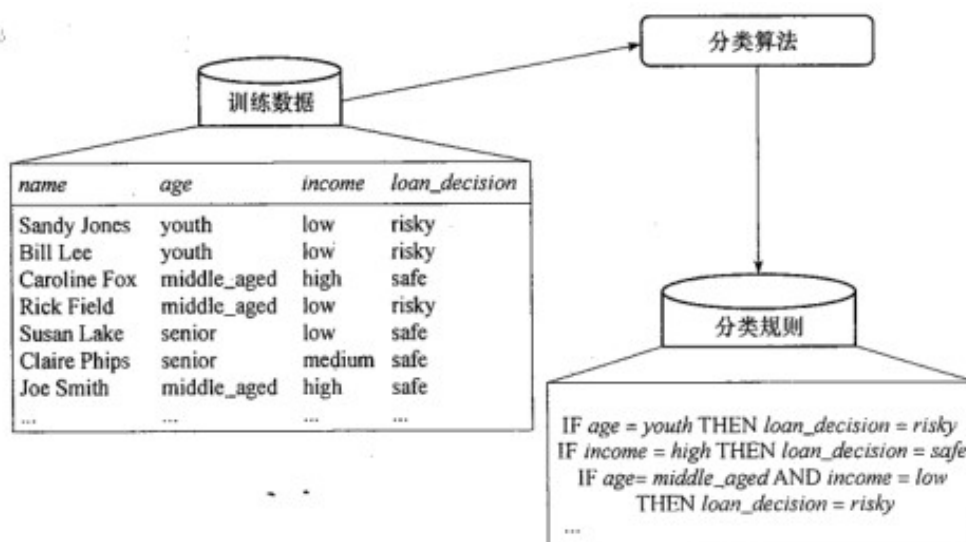 分类算法
训练数据
name age income loan_decision
Sandy Jones youth low risky
Bill Lee youth low risky
Caroline Fox middle_aged high safe
Rick Field middle_aged low risky
Susan Lake senior low safe
Claire Phips senior medium safe
Joe Smith middle_aged high safe
... ... ... ...
分类规则
IF age = youth THEN loan_decision = risky
IF income = high THEN loan_decision = safe
IF age= middle_aged AND income = low
THEN loan_decision = risky
...